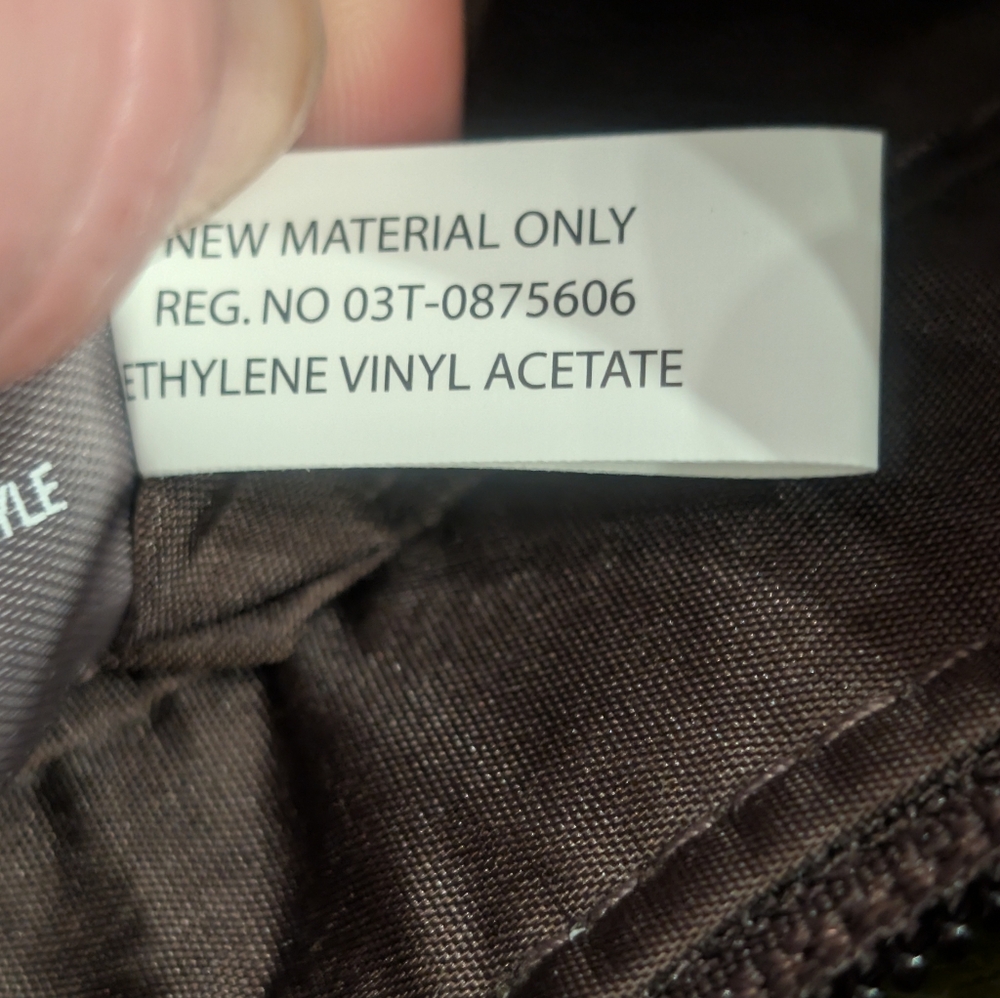 NEW MATERIAL ONLY
REG. NO 03T-0875606
ETHYLENE VINYL ACETATE